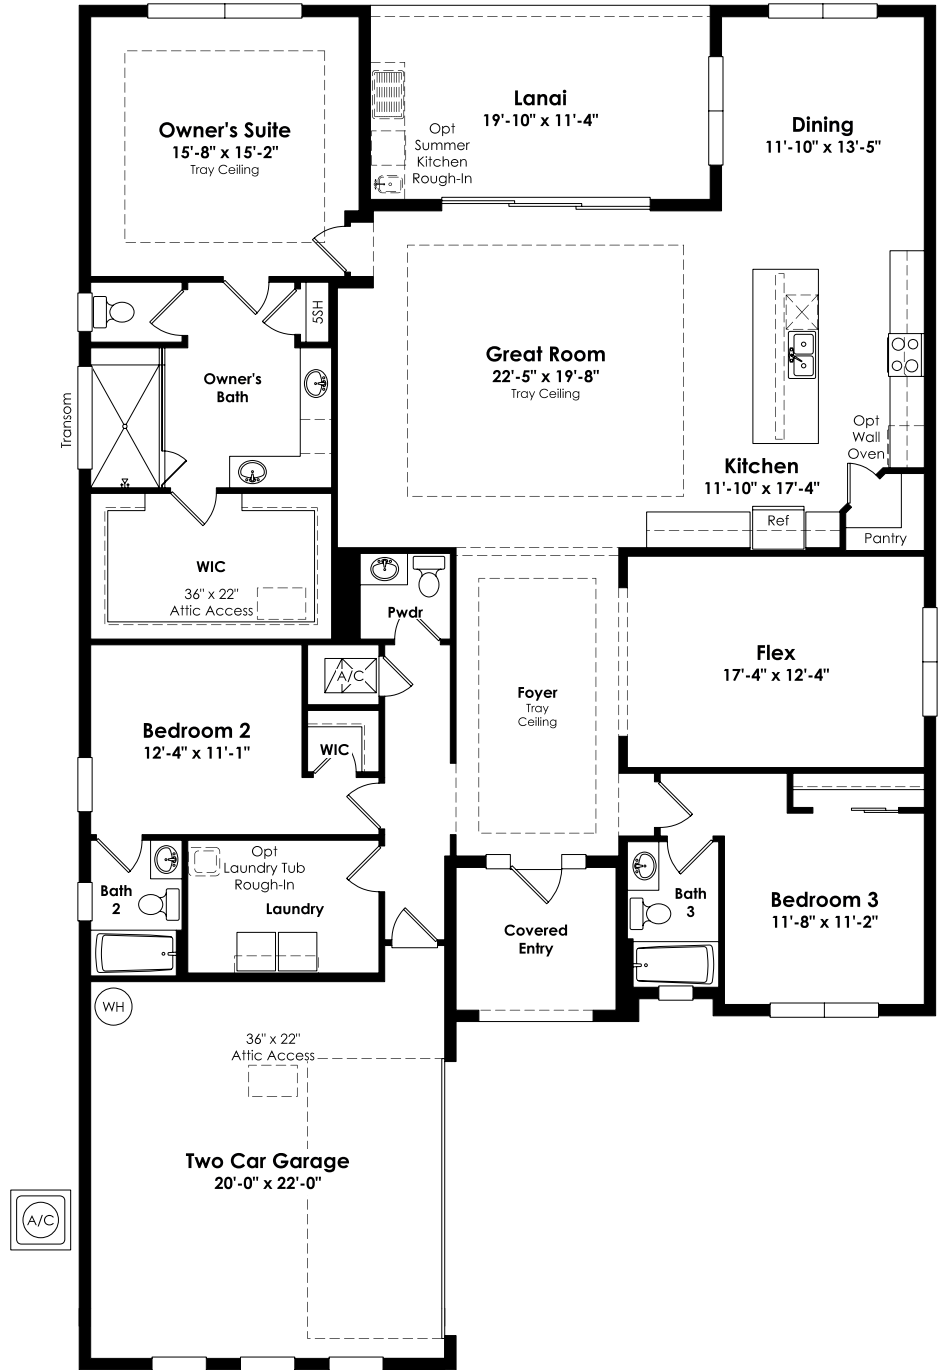 Owner's Suite
15'-8" x 15'-2"
Tray Ceiling
Lanai
19'-10" x 11'-4"
Opt
Summer
Kitchen
Rough-In
Dining
11'-10" x 13'-5"
5SH
Owner's
Bath
Transom
Great Room
22'-5" x 19'-8"
Tray Ceiling
Opt
Wall
Oven
Kitchen
11'-10" x 17'-4"
Ref
Pantry
WIC
36" x 22"
Attic Access
Pwdr
Flex
17'-4" x 12'-4"
A/C
Foyer
Tray
Ceiling
Bedroom 2
12'-4" x 11'-1"
WIC
Opt
Laundry Tub
Rough-In
Laundry
Bath
2
Bath
3
Bedroom 3
11'-8" x 11'-2"
Covered
Entry
WH
36" x 22"
Attic Access
Two Car Garage
20'-0" x 22'-0"
A/C